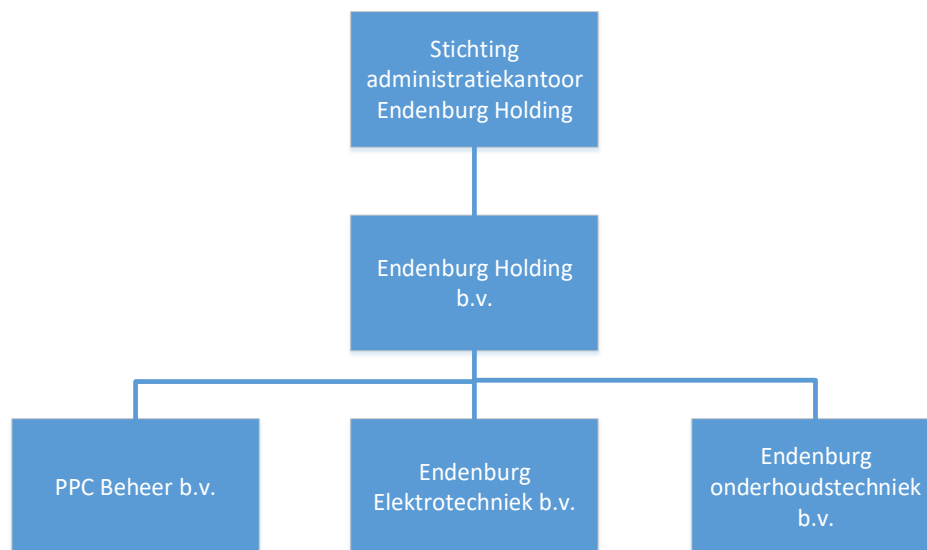 Stichting
administratiekantoor
Endenburg Holding
Endenburg Holding
b.v.
PPC Beheer b.v.
Endenburg
Elektrotechniek b.v.
Endenburg
onderhoudstechniek
b.v.